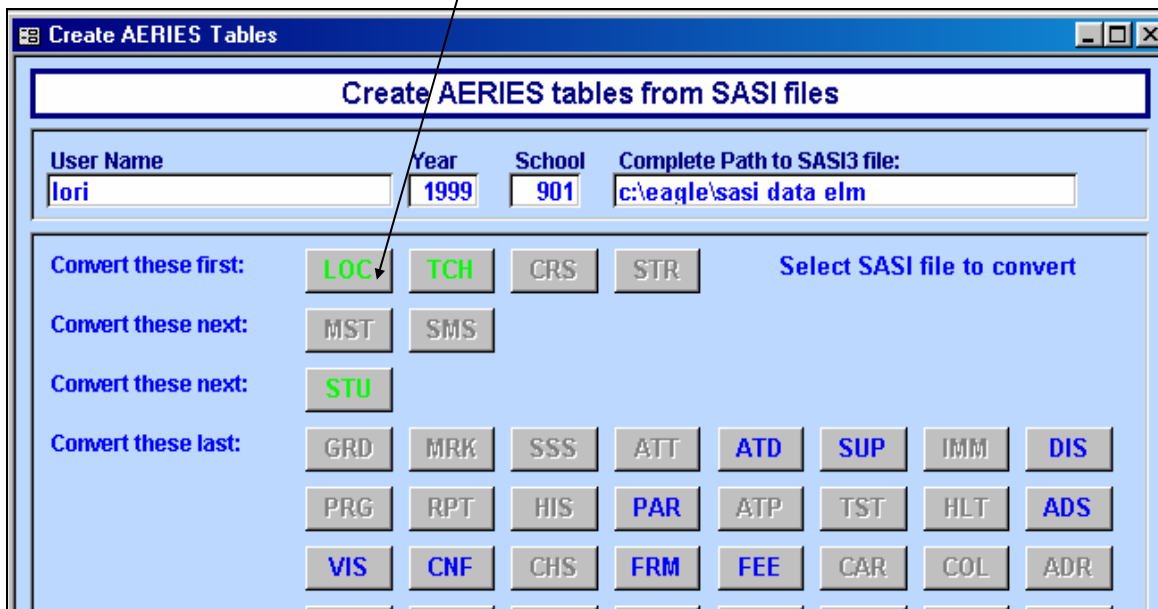 Create AERIES Tables
Create AERIES tables from SASI files
User Name Year School Complete Path to SASI3 file:
lori 1999 901 c:\eagle\sasi data elm
Convert these first: LOC TCH CRS STR Select SASI file to convert
Convert these next: MST SMS
Convert these next: STU
Convert these last: GRD MRK SSS ATT ATD SUP IMM DIS
PRG RPT HIS PAR ATP TST HLT ADS
VIS CNF CHS FRM FEE CAR COL ADR